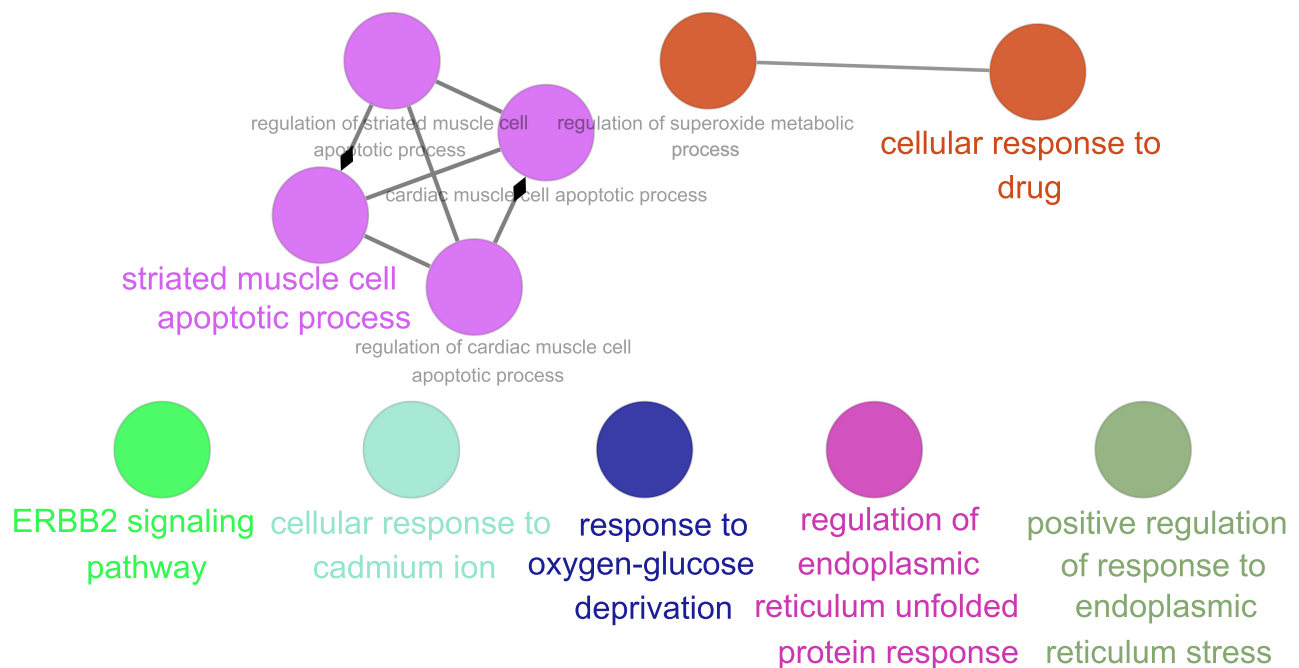 regulation of striated muscle cell
apoptotic process
cardiac muscle cell apoptotic process
striated muscle cell
apoptotic process
regulation of cardiac muscle cell
apoptotic process
regulation of superoxide metabolic
process
cellular response to
drug
ERBB2 signaling
pathway
cellular response to
cadmium ion
response to
oxygen-glucose
deprivation
regulation of
endoplasmic
reticulum unfolded
protein response
positive regulation
of response to
endoplasmic
reticulum stress